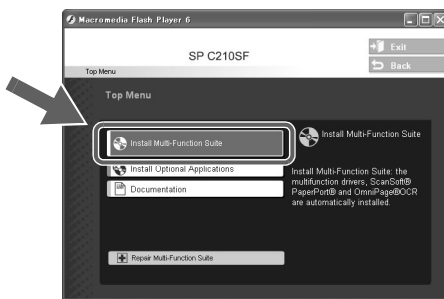 Macromedia Flash Player 6
SP C210SF
Exit
Back
Top Menu
Top Menu
Install Multi-Function Suite
Install Optional Applications
Documentation
Repair Multi-Function Suite
Install Multi-Function Suite
Install Multi-Function Suite: the
multifunction drivers, ScanSoft®
PaperPort® and OmniPage®OCR
are automatically installed.